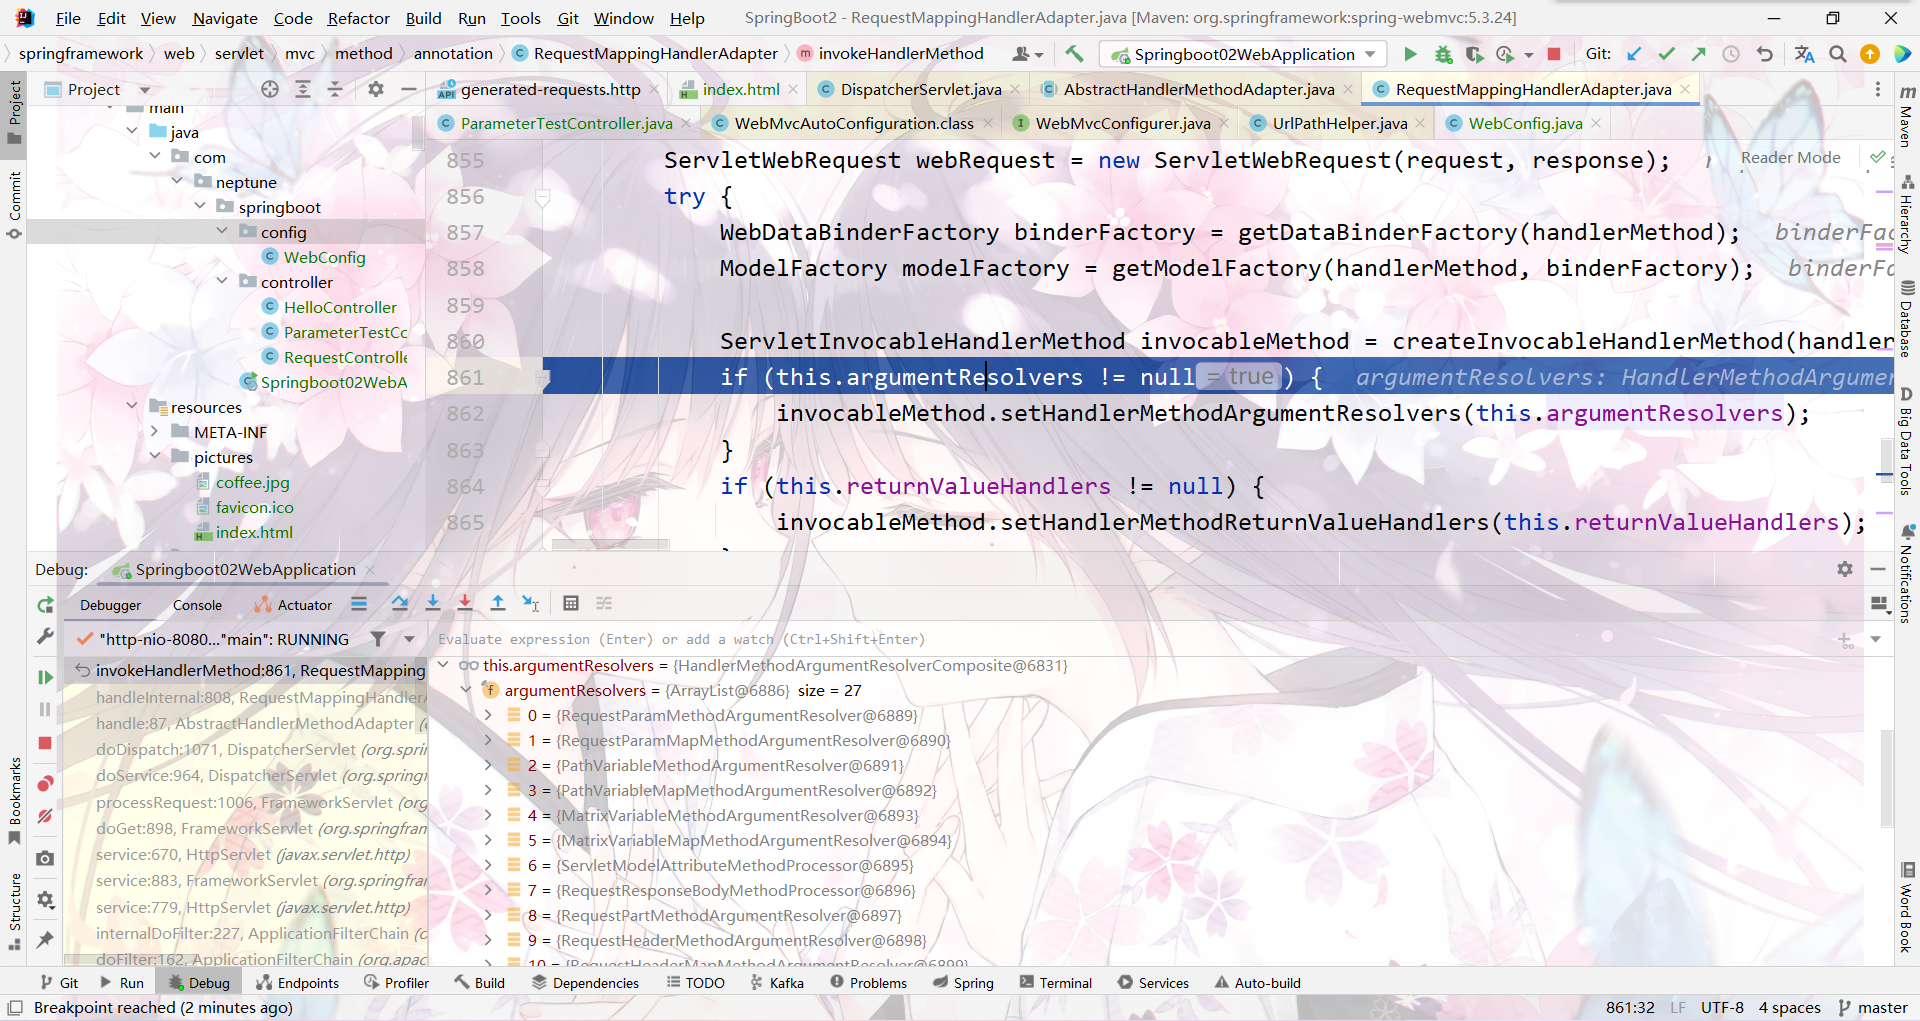 File Edit View Navigate Code Refactor Build Run Tools Git Window Help SpringBoot2 - RequestMappingHandlerAdapter.java [Maven: org.springframework:spring-webmvc:5.3.24]
springframework web servlet mvc method annotation RequestMappingHandlerAdapter invokeHandlerMethod Springboot02WebApplication Git:
Project
generated-requests.http index.html DispatcherServlet.java AbstractHandlerMethodAdapter.java RequestMappingHandlerAdapter.java
ParameterTestController.java WebMvcAutoConfiguration.class WebMvcConfigurer.java UrlPathHelper.java WebConfig.java
Project
Commit
Bookmarks
Structure
main
java
com
neptune
springboot
config
WebConfig
controller
HelloController
ParameterTestCo
RequestControlle
Springboot02WebA
resources
META-INF
pictures
coffee.jpg
favicon.ico
index.html
Reader Mode
855 ServletWebRequest webRequest = new ServletWebRequest(request, response);
856 try {
857 WebDataBinderFactory binderFactory = getDataBinderFactory(handlerMethod); binderFac
858 ModelFactory modelFactory = getModelFactory(handlerMethod, binderFactory); binderFa
859
860 ServletInvocableHandlerMethod invocableMethod = createInvocableHandlerMethod(handler
861 if (this.argumentResolvers != null = true ) { argumentResolvers: HandlerMethodArgumen
862 invocableMethod.setHandlerMethodArgumentResolvers(this.argumentResolvers);
863 }
864 if (this.returnValueHandlers != null) {
865 invocableMethod.setHandlerMethodReturnValueHandlers(this.returnValueHandlers);
Maven
Hierarchy
Database
Big Data Tools
Notifications
Word Book
Debug: Springboot02WebApplication
Debugger Console Actuator
"http-nio-8080..."main": RUNNING
Evaluate expression (Enter) or add a watch (Ctrl+Shift+Enter)
invokeHandlerMethod:861, RequestMapping
handleInternal:808, RequestMappingHandlerA
handle:87, AbstractHandlerMethodAdapter (o
doDispatch:1071, DispatcherServlet (org.sprin
doService:964, DispatcherServlet (org.springf
processRequest:1006, FrameworkServlet (org
doGet:898, FrameworkServlet (org.springfran
service:670, HttpServlet (javax.servlet.http)
service:883, FrameworkServlet (org.springfra
service:779, HttpServlet (javax.servlet.http)
internalDoFilter:227, ApplicationFilterChain (o
doFilter:162, ApplicationFilterChain (org.apac
this.argumentResolvers = {HandlerMethodArgumentResolverComposite@6831}
argumentResolvers = {ArrayList@6886} size = 27
0 = {RequestParamMethodArgumentResolver@6889}
1 = {RequestParamMapMethodArgumentResolver@6890}
2 = {PathVariableMethodArgumentResolver@6891}
3 = {PathVariableMapMethodArgumentResolver@6892}
4 = {MatrixVariableMethodArgumentResolver@6893}
5 = {MatrixVariableMapMethodArgumentResolver@6894}
6 = {ServletModelAttributeMethodProcessor@6895}
7 = {RequestResponseBodyMethodProcessor@6896}
8 = {RequestPartMethodArgumentResolver@6897}
9 = {RequestHeaderMethodArgumentResolver@6898}
10 = {RequestHeaderMapMethodArgumentResolver@6899}
Git Run Debug Endpoints Profiler Build Dependencies TODO Kafka Problems Spring Terminal Services Auto-build
Breakpoint reached (2 minutes ago) 861:32 LF UTF-8 4 spaces master